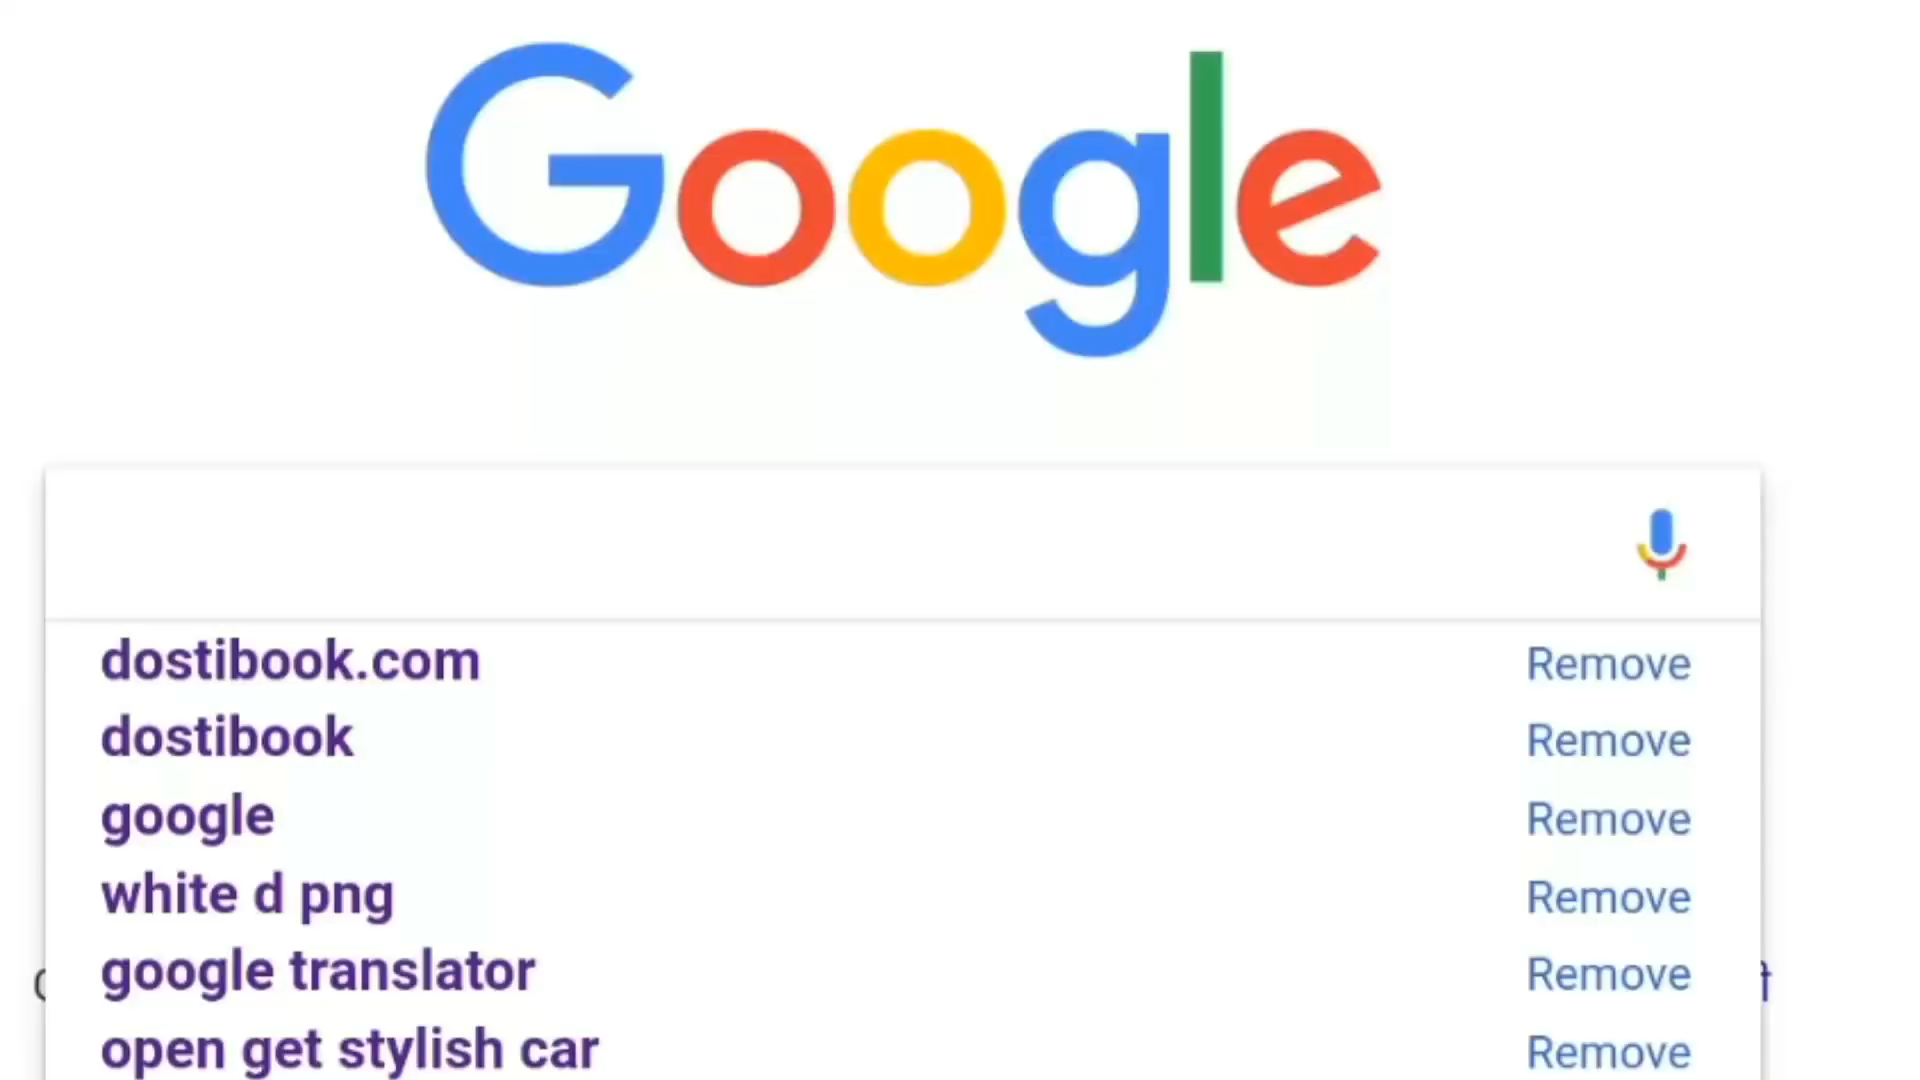 Google
dostibook.com Remove
dostibook Remove
google Remove
white d png Remove
google translator Remove
open get stylish car Remove